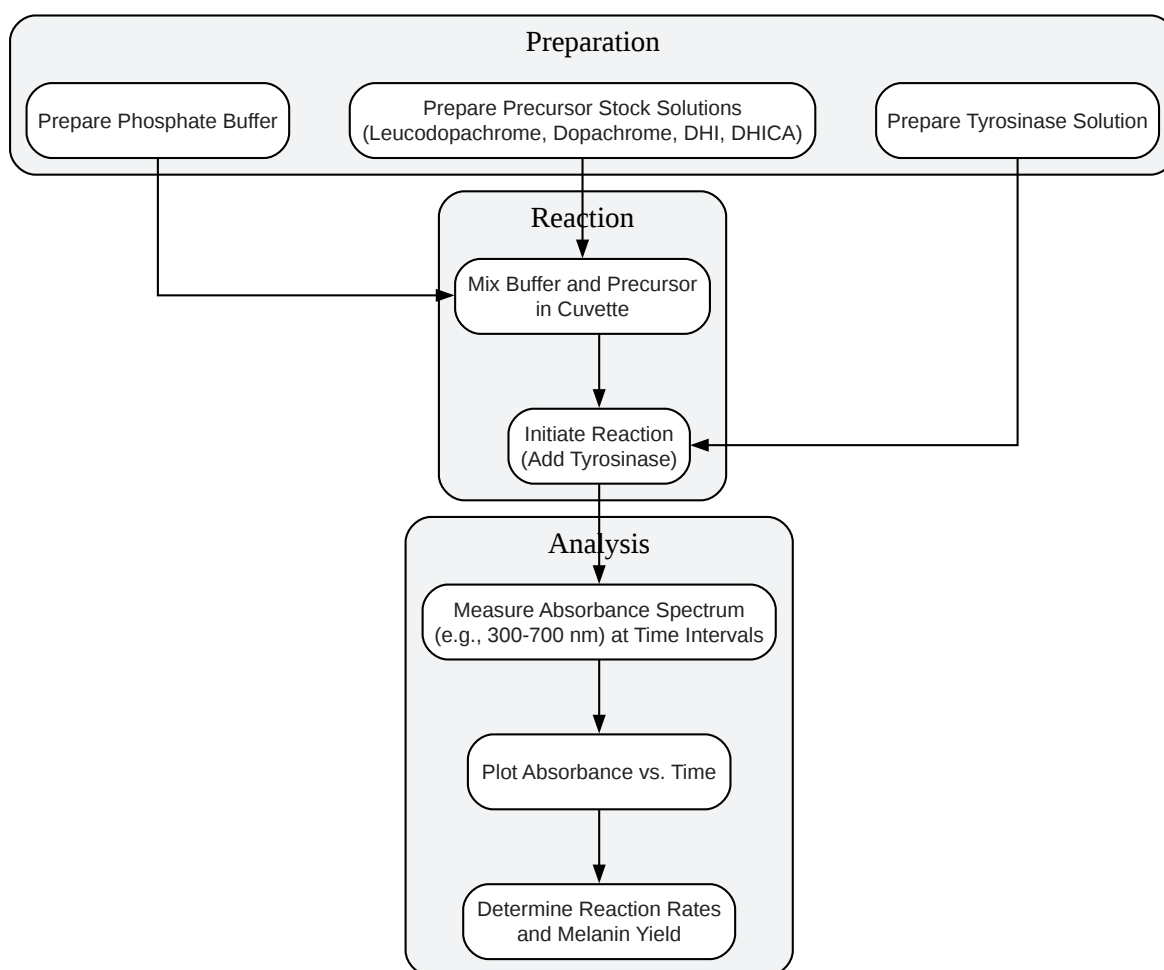 Preparation
Prepare Phosphate Buffer
Prepare Precursor Stock Solutions
(Leucodopachrome, Dopachrome, DHI, DHICA)
Prepare Tyrosinase Solution
Reaction
Mix Buffer and Precursor
in Cuvette
Initiate Reaction
(Add Tyrosinase)
Analysis
Measure Absorbance Spectrum
(e.g., 300-700 nm) at Time Intervals
Plot Absorbance vs. Time
Determine Reaction Rates
and Melanin Yield